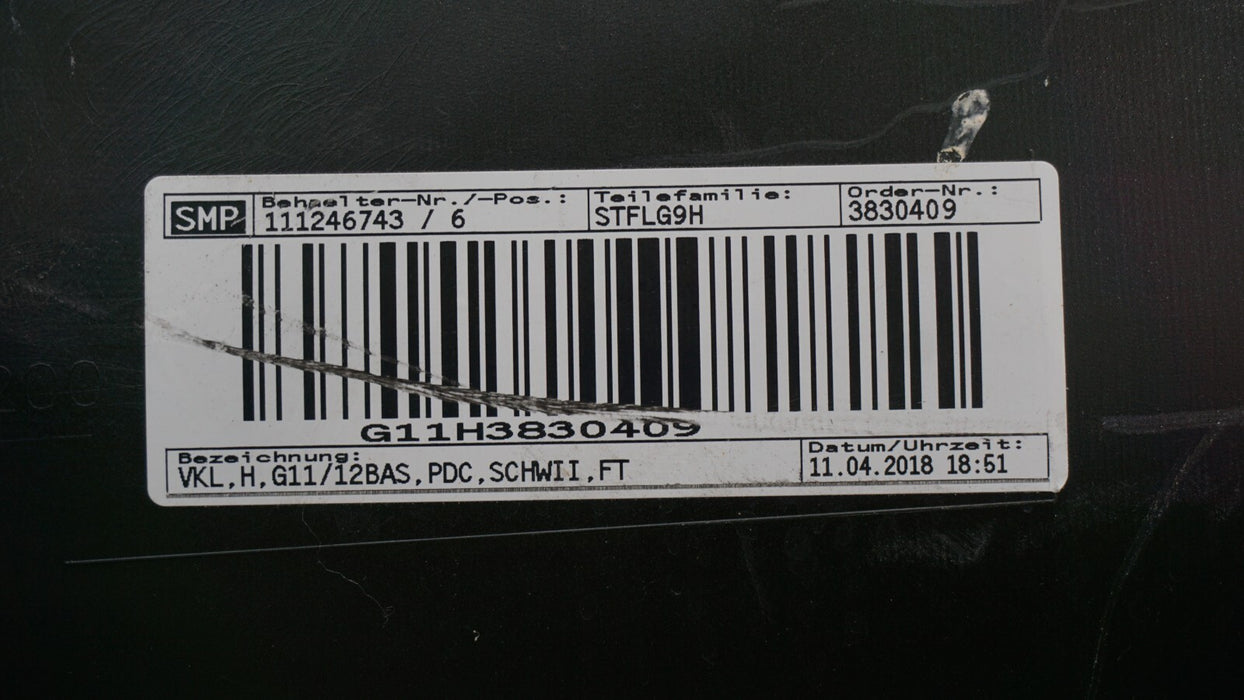 SMP Behaelter-Nr./-Pos.: Teilefamilie: Order-Nr.:
111246743 / 6 STFLG9H 3830409
G11H3830409
Bezeichnung: Datum/Uhrzeit:
VKL,H,G11/12BAS,PDC,SCHWII,FT 11.04.2018 18:51